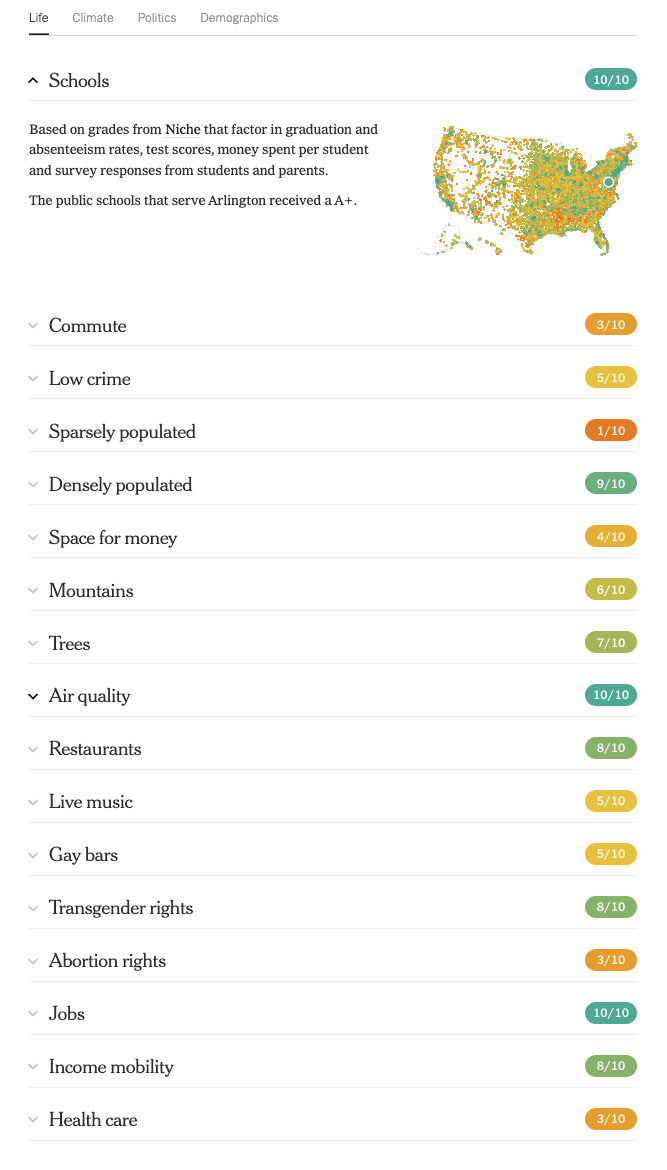 Life Climate Politics Demographics
Schools 10/10
Based on grades from Niche that factor in graduation and
absenteeism rates, test scores, money spent per student
and survey responses from students and parents.
The public schools that serve Arlington received a A+.
Commute 3/10
Low crime 5/10
Sparsely populated 1/10
Densely populated 9/10
Space for money 4/10
Mountains 6/10
Trees 7/10
Air quality 10/10
Restaurants 8/10
Live music 5/10
Gay bars 5/10
Transgender rights 8/10
Abortion rights 3/10
Jobs 10/10
Income mobility 8/10
Health care 3/10